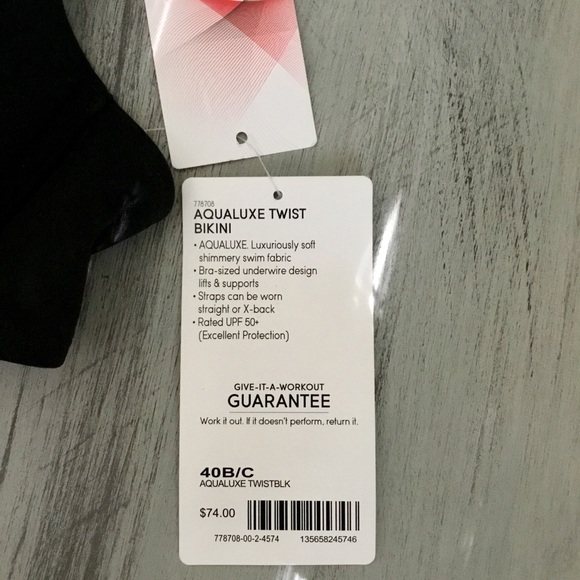 778708
AQUALUXE TWIST
BIKINI
• AQUALUXE. Luxuriously soft
shimmery swim fabric
• Bra-sized underwire design
lifts & supports
• Straps can be worn
straight or X-back
• Rated UPF 50+
(Excellent Protection)
GIVE-IT-A-WORKOUT
GUARANTEE
Work it out. If it doesn't perform, return it.
40B/C
AQUALUXE TWISTBLK
$74.00
778708-00-2-4574 135658245746